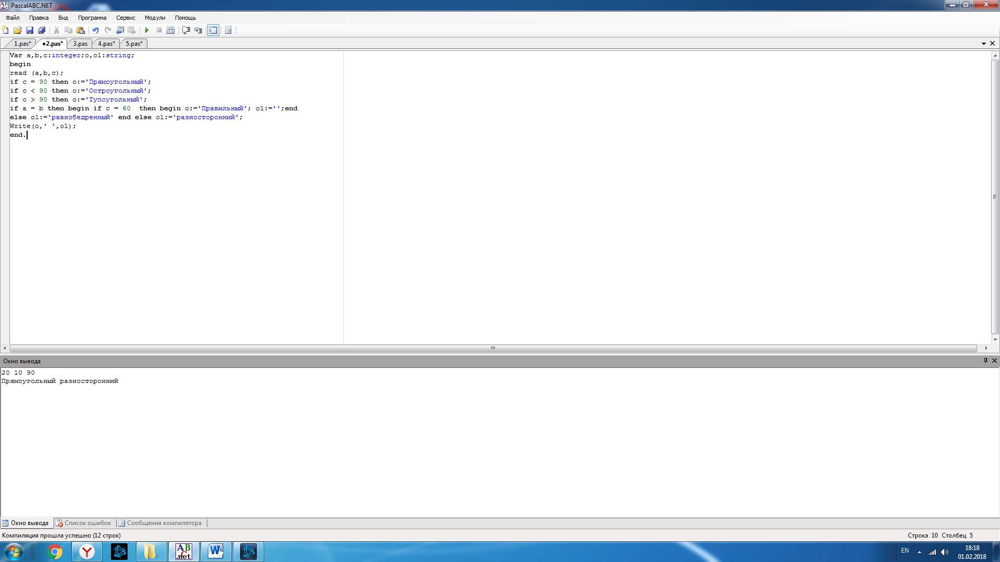 PascalABC.NET
Файл Правка Вид Программа Сервис Модули Помощь
1.pas* •2.pas* 3.pas 4.pas* 5.pas*
Var a,b,c:integer;o,o1:string;
begin
read (a,b,c);
if c = 90 then o:='Прямоугольный';
if c < 90 then o:='Остроугольный';
if c > 90 then o:='Тупоугольный';
if a = b then begin if c = 60  then begin o:='Правильный'; o1:='';end
else o1:='равнобедренный' end else o1:='разносторонний';
Write(o,' ',o1);
end.
Окно вывода
20 10 90
Прямоугольный разносторонний
Окно вывода Список ошибок Сообщения компилятора
Компиляция прошла успешно (12 строк) Строка 10 Столбец 5
EN 18:18
01.02.2018